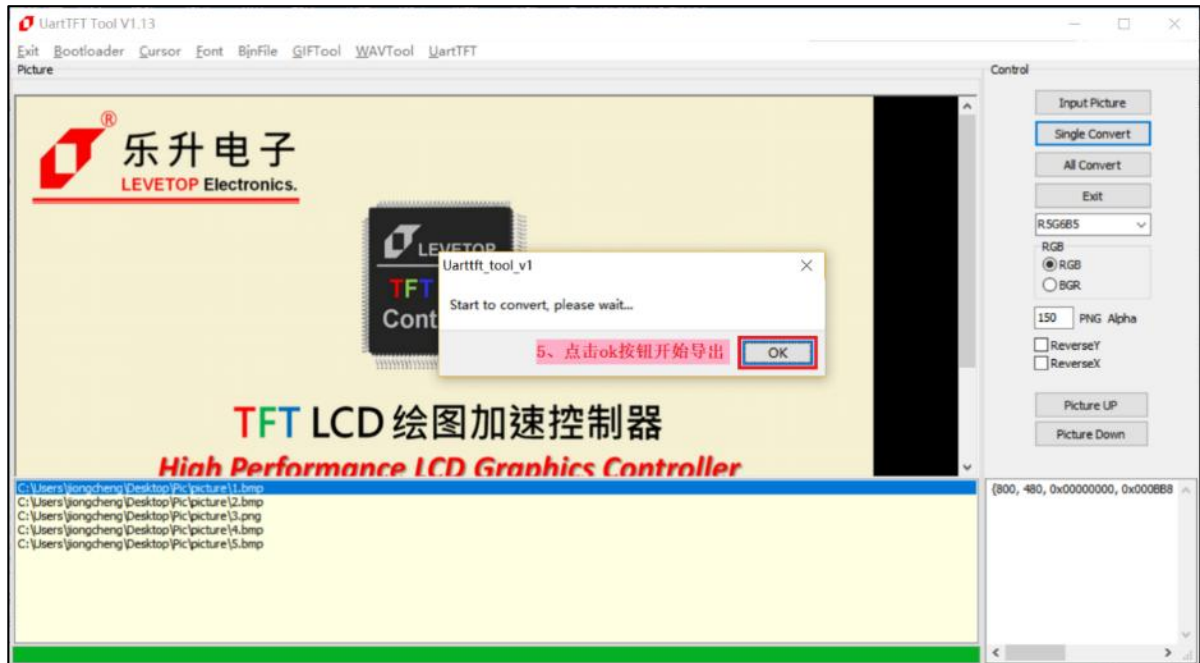 UartTFT Tool V1.13
Exit Bootloader Cursor Font BinFile GIFTool WAVTool UartTFT
Picture
®
乐升电子
LEVETOP Electronics.
LEVETOP
TFT
Cont
TFT LCD 绘图加速控制器
High Performance LCD Graphics Controller
Uarttft_tool_v1
Start to convert, please wait...
5、点击ok按钮开始导出
OK
C:\Users\jiongcheng\Desktop\Pic\picture\1.bmp
C:\Users\jiongcheng\Desktop\Pic\picture\2.bmp
C:\Users\jiongcheng\Desktop\Pic\picture\3.png
C:\Users\jiongcheng\Desktop\Pic\picture\4.bmp
C:\Users\jiongcheng\Desktop\Pic\picture\5.bmp
Control
Input Picture
Single Convert
All Convert
Exit
R5G6B5
RGB
RGB
BGR
150 PNG Alpha
ReverseY
ReverseX
Picture UP
Picture Down
{800, 480, 0x00000000, 0x000BB8